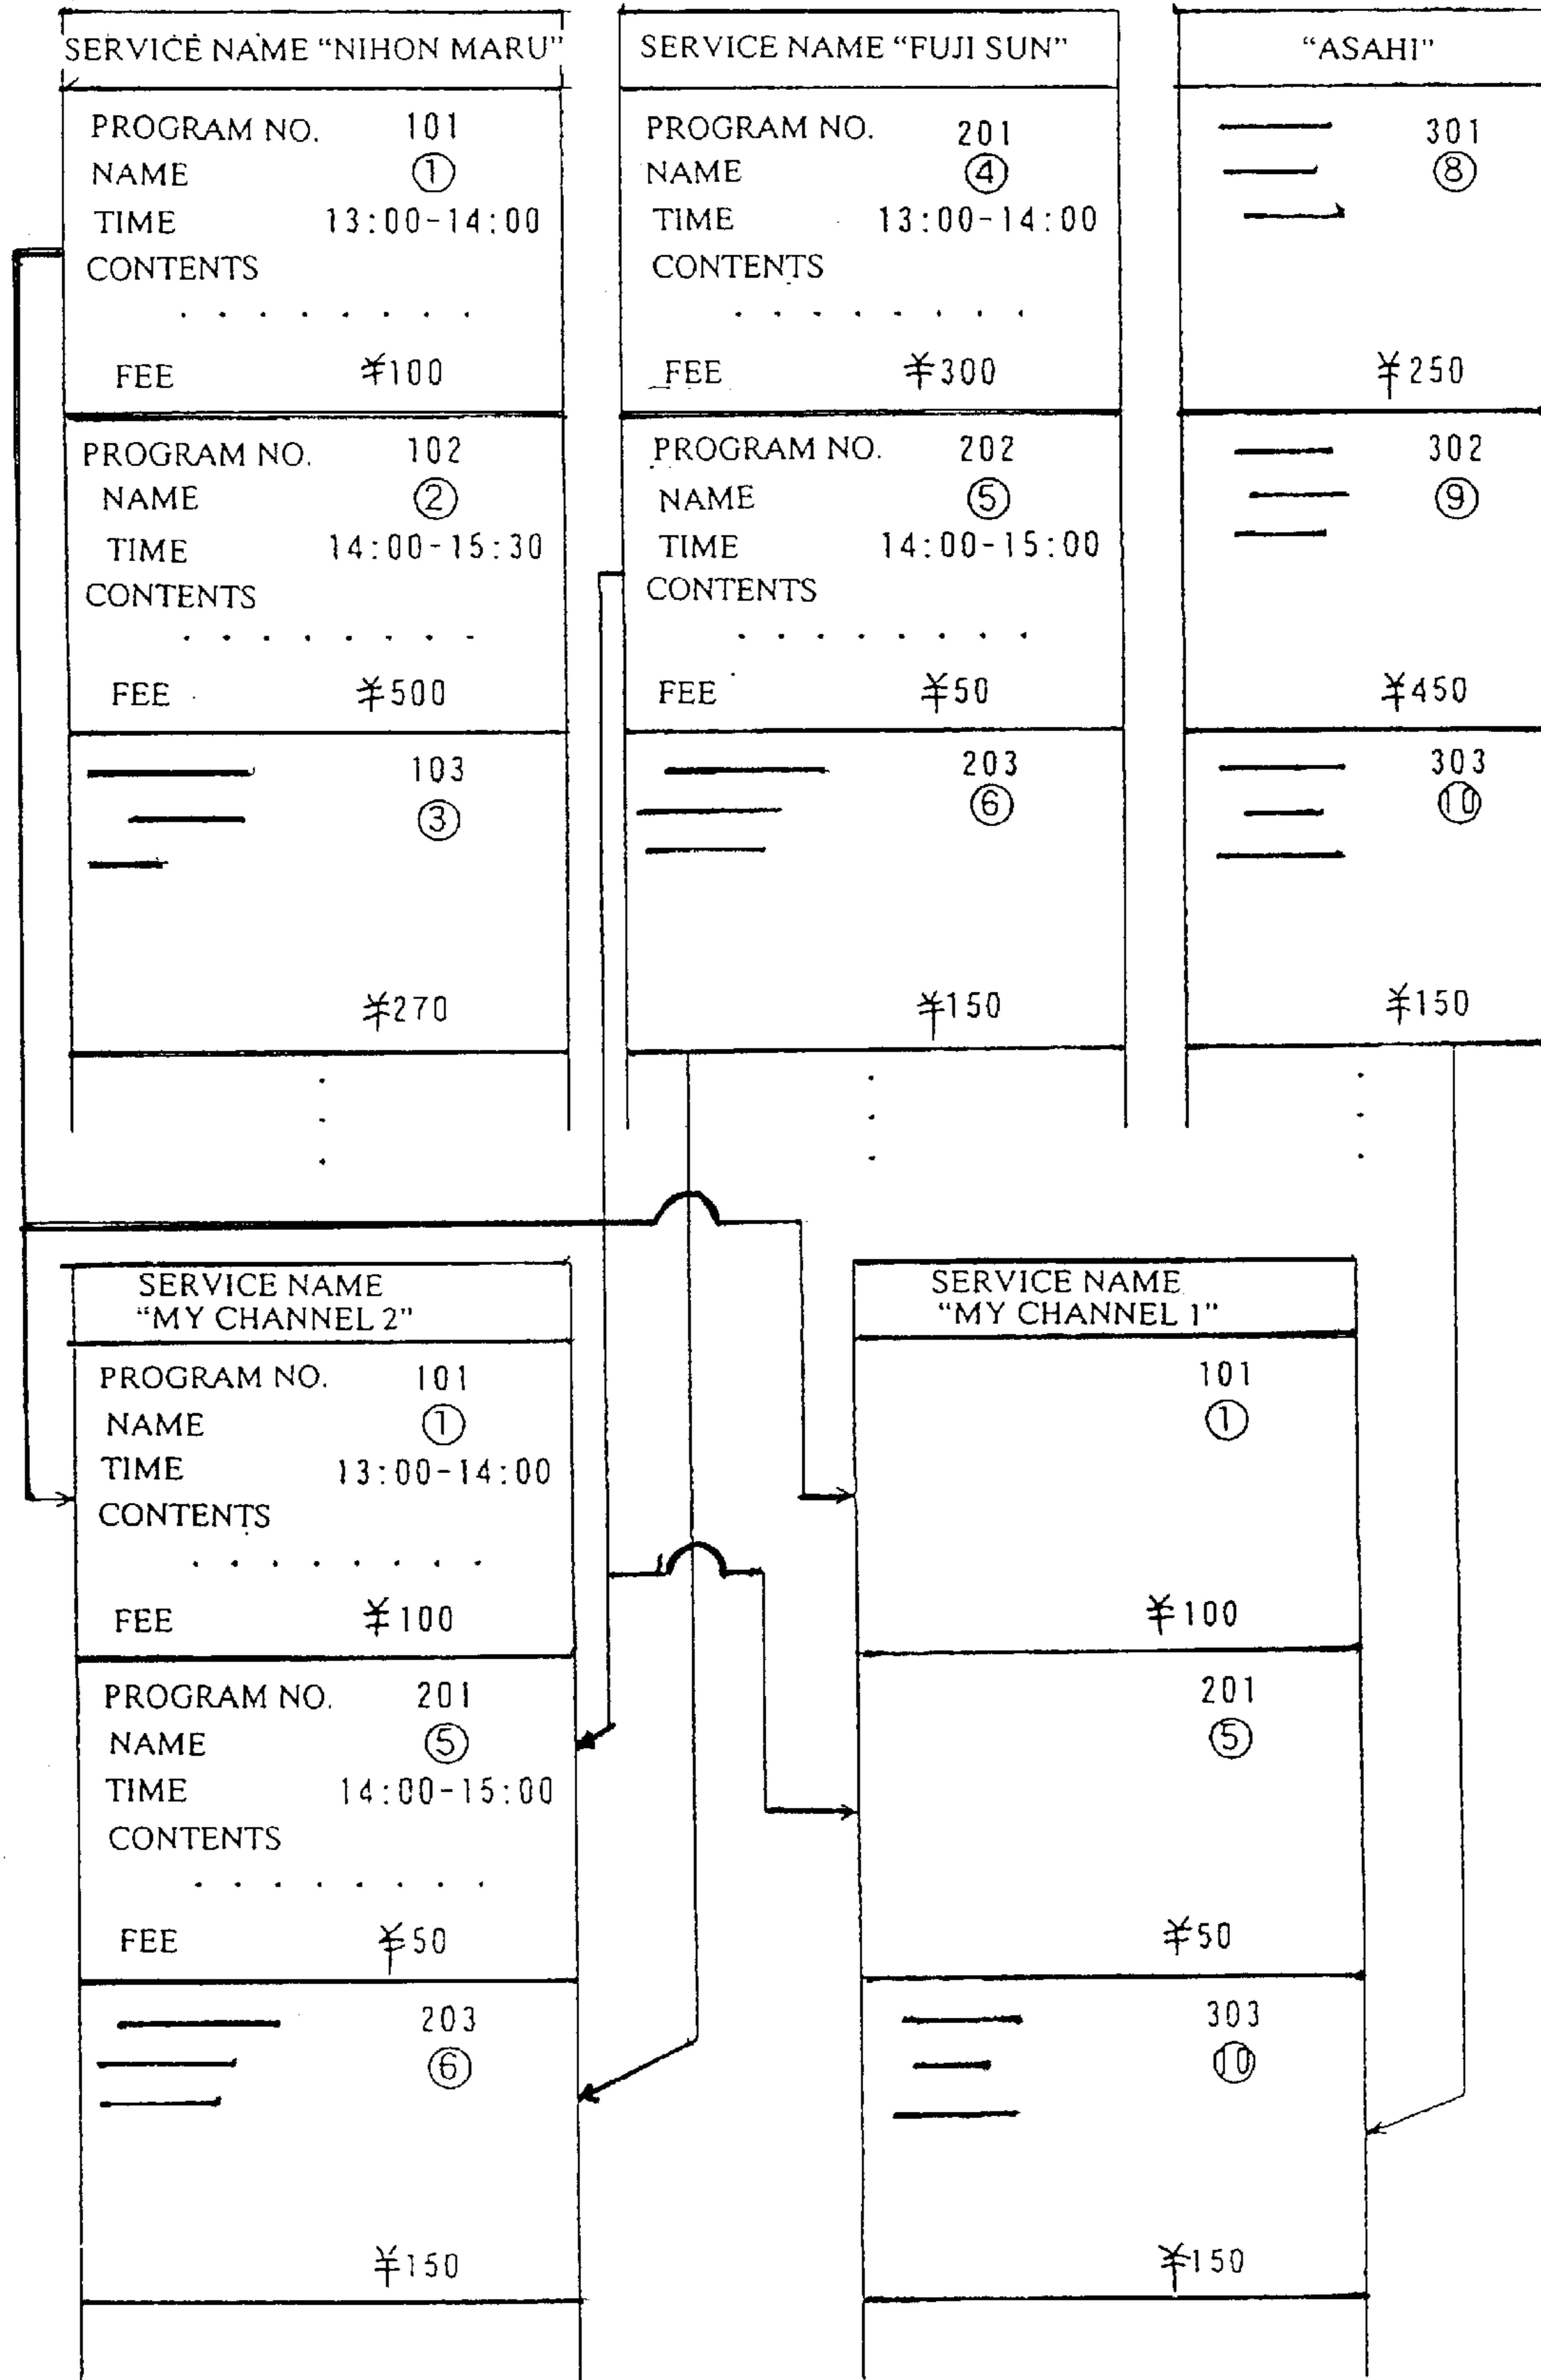 SERVICE NAME “NIHON MARU”
PROGRAM NO. 101
NAME ①
TIME 13:00-14:00
CONTENTS
. . . . . . . .
FEE ¥100
PROGRAM NO. 102
NAME ②
TIME 14:00-15:30
CONTENTS
. . . . . . . .
FEE ¥500
103
③
¥270
SERVICE NAME “FUJI SUN”
PROGRAM NO. 201
NAME ④
TIME 13:00-14:00
CONTENTS
. . . . . . . .
FEE ¥300
PROGRAM NO. 202
NAME ⑤
TIME 14:00-15:00
CONTENTS
. . . . . . . .
FEE ¥50
203
⑥
¥150
“ASAHI”
301
⑧
¥250
302
⑨
¥450
303
⑩
¥150
SERVICE NAME
“MY CHANNEL 2”
PROGRAM NO. 101
NAME ①
TIME 13:00-14:00
CONTENTS
. . . . . . . .
FEE ¥100
PROGRAM NO. 201
NAME ⑤
TIME 14:00-15:00
CONTENTS
. . . . . . . .
FEE ¥50
203
⑥
¥150
SERVICE NAME
“MY CHANNEL 1”
101
①
¥100
201
⑤
¥50
303
⑩
¥150